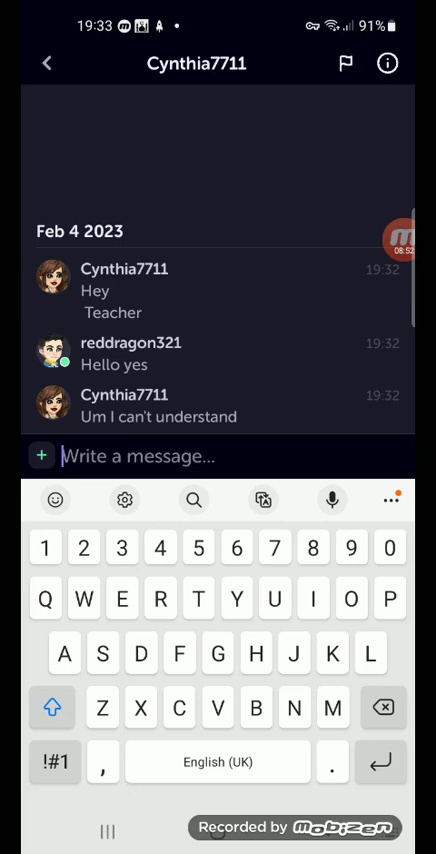 19:33
91%
Cynthia7711
Feb 4 2023
08:52
Cynthia7711 19:32
Hey
Teacher
reddragon321 19:32
Hello yes
Cynthia7711 19:32
Um I can't understand
Write a message...
1 2 3 4 5 6 7 8 9 0
Q W E R T Y U I O P
A S D F G H J K L
Z X C V B N M
!#1 , English (UK) .
Recorded by mobizen